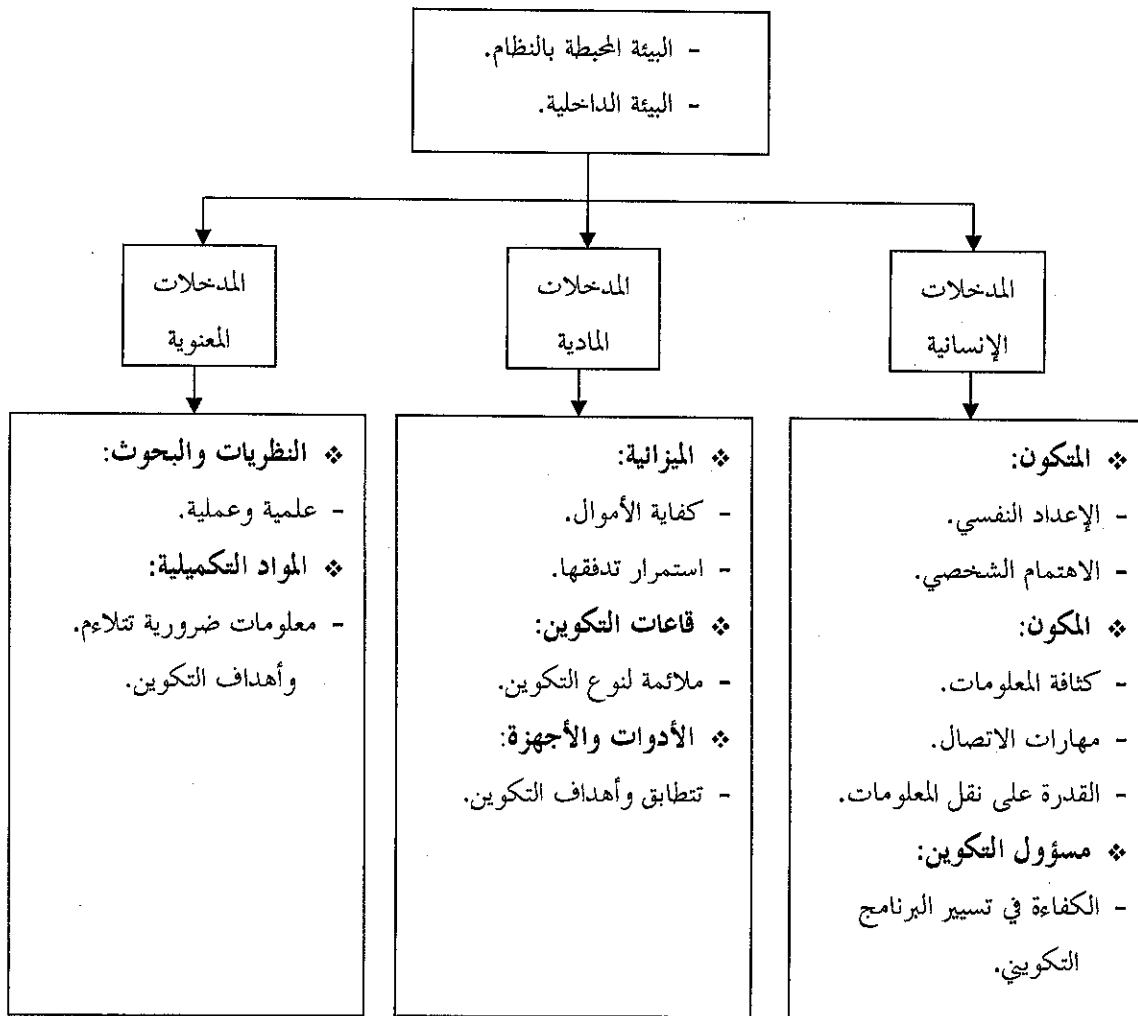 - البيئة المحيطة بالنظام.
- البيئة الداخلية.
المدخلات
الإنسانية
المدخلات
المادية
المدخلات
المعنوية
❖ المتكون:
- الإعداد النفسي.
- الاهتمام الشخصي.
❖ المكون:
- كثافة المعلومات.
- مهارات الاتصال.
- القدرة على نقل المعلومات.
❖ مسؤول التكوين:
- الكفاءة في تسيير البرنامج
التكويني.
❖ الميزانية:
- كفاية الأموال.
- استمرار تدفقها.
❖ قاعات التكوين:
- ملائمة لنوع التكوين.
❖ الأدوات والأجهزة:
- تتطابق وأهداف التكوين.
❖ النظريات والبحوث:
- علمية وعملية.
❖ المواد التكميلية:
- معلومات ضرورية تتلاءم.
وأهداف التكوين.